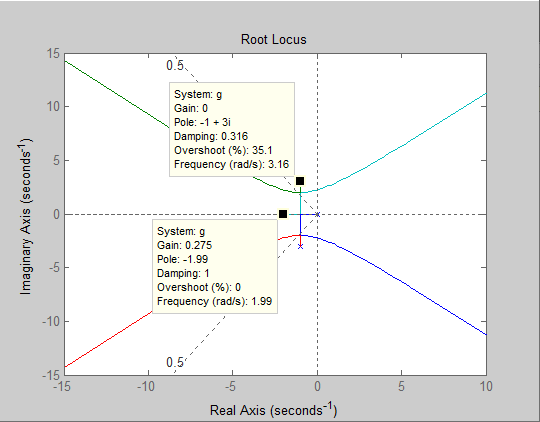 Root Locus
15
10
5
0
-5
-10
-15
Imaginary Axis (seconds⁻¹)
0.5
System: g
Gain: 0
Pole: -1 + 3i
Damping: 0.316
Overshoot (%): 35.1
Frequency (rad/s): 3.16
System: g
Gain: 0.275
Pole: -1.99
Damping: 1
Overshoot (%): 0
Frequency (rad/s): 1.99
0.5
-15
-10
-5
0
5
10
Real Axis (seconds⁻¹)